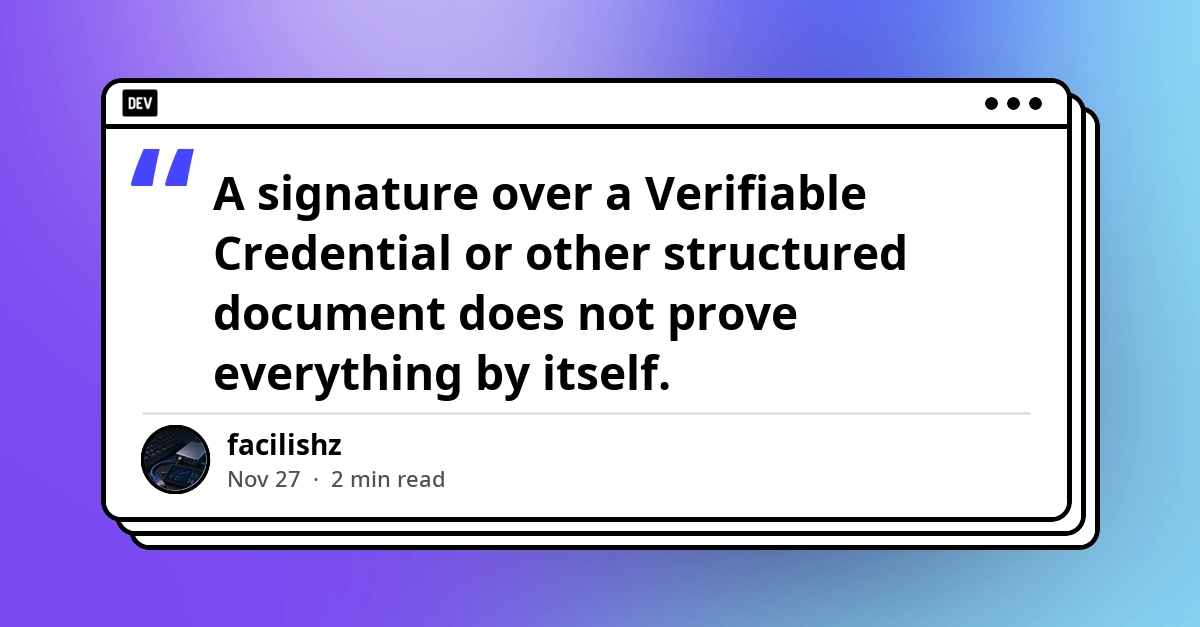 DEV
“
A signature over a Verifiable
Credential or other structured
document does not prove
everything by itself.
facilishz
Nov 27 · 2 min read